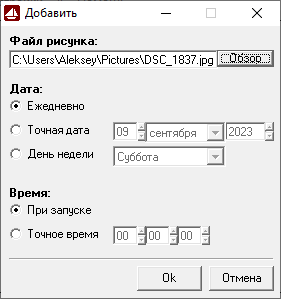 Добавить
Файл рисунка:
C:\Users\Aleksey\Pictures\DSC_1837.jpg Обзор
Дата:
Ежедневно
Точная дата 09 сентября 2023
День недели Суббота
Время:
При запуске
Точное время 00 00 00
Ok Отмена